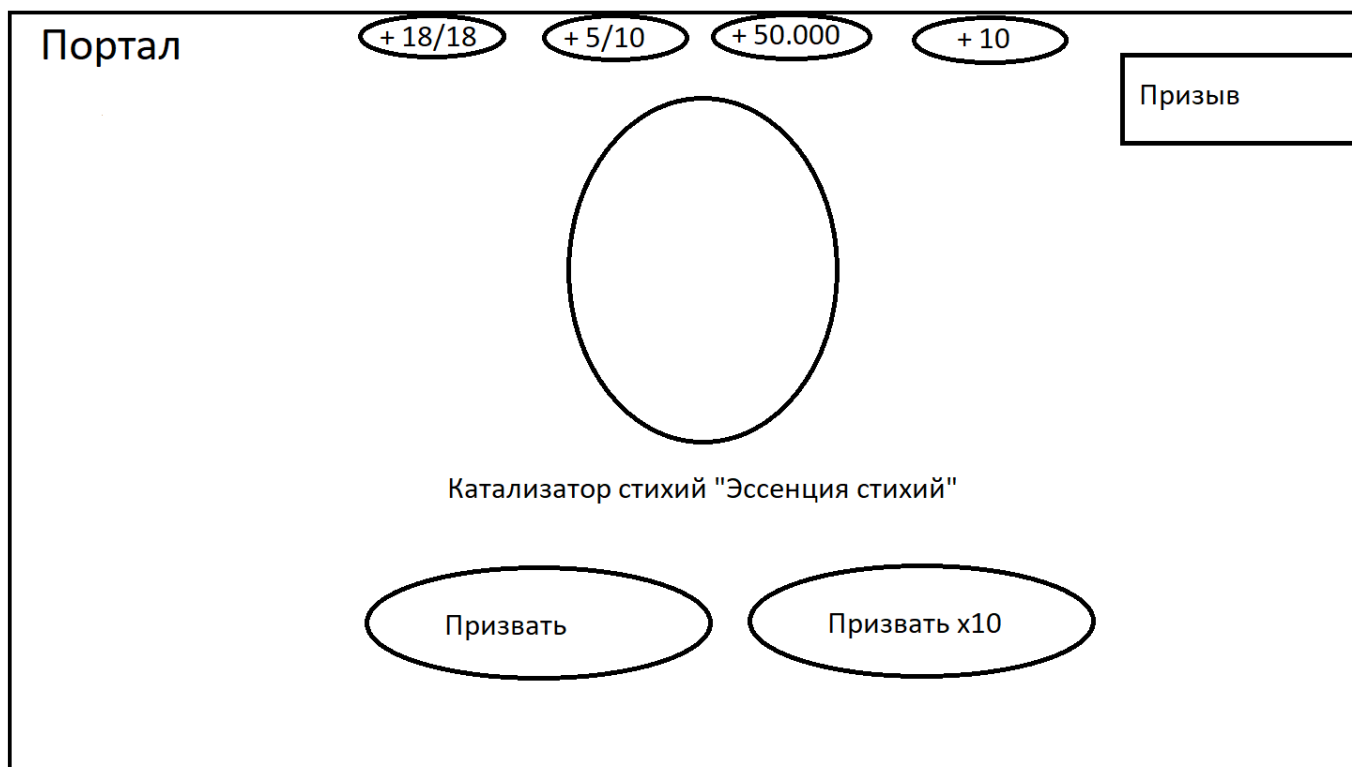 Портал
+ 18/18
+ 5/10
+ 50.000
+ 10
Призыв
Катализатор стихий "Эссенция стихий"
Призвать
Призвать x10